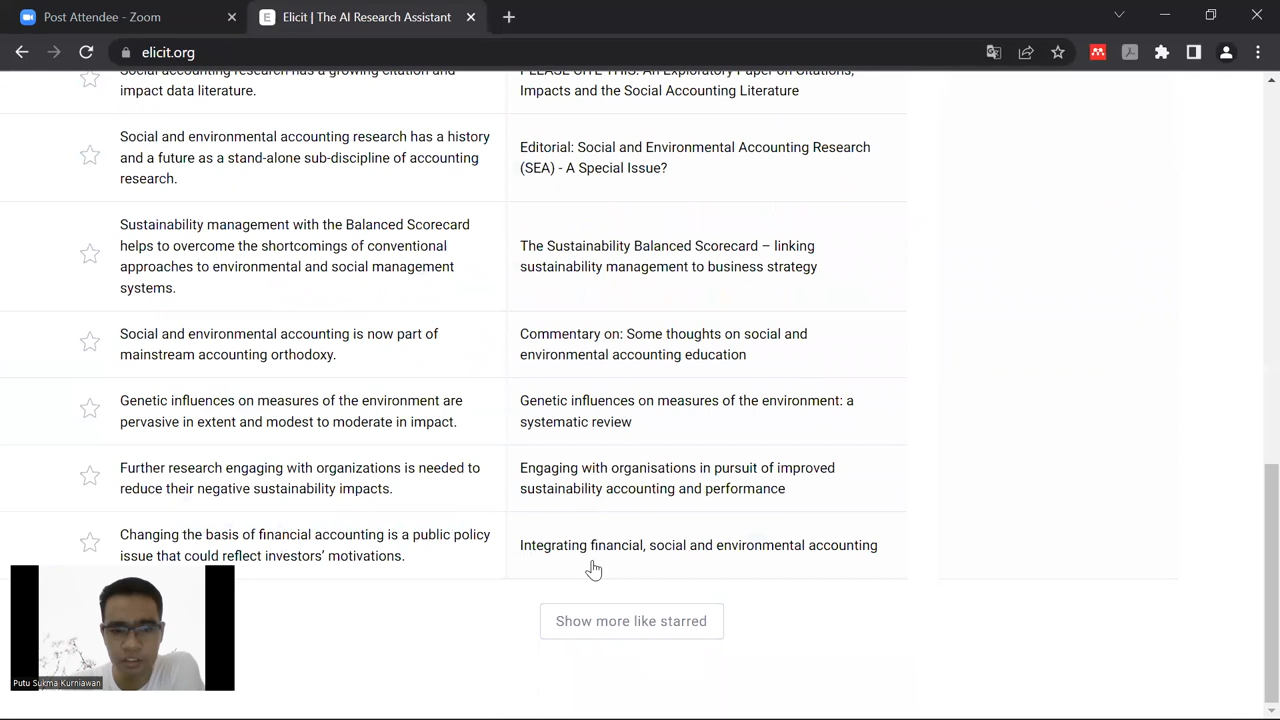 Post Attendee - Zoom
Elicit | The AI Research Assistant
elicit.org
Social accounting research has a growing citation and
impact data literature.
PLEASE CITE THIS: An Exploratory Paper on Citations,
Impacts and the Social Accounting Literature
Social and environmental accounting research has a history
and a future as a stand-alone sub-discipline of accounting
research.
Editorial: Social and Environmental Accounting Research
(SEA) - A Special Issue?
Sustainability management with the Balanced Scorecard
helps to overcome the shortcomings of conventional
approaches to environmental and social management
systems.
The Sustainability Balanced Scorecard – linking
sustainability management to business strategy
Social and environmental accounting is now part of
mainstream accounting orthodoxy.
Commentary on: Some thoughts on social and
environmental accounting education
Genetic influences on measures of the environment are
pervasive in extent and modest to moderate in impact.
Genetic influences on measures of the environment: a
systematic review
Further research engaging with organizations is needed to
reduce their negative sustainability impacts.
Engaging with organisations in pursuit of improved
sustainability accounting and performance
Changing the basis of financial accounting is a public policy
issue that could reflect investors’ motivations.
Integrating financial, social and environmental accounting
Show more like starred
Putu Sukma Kurniawan